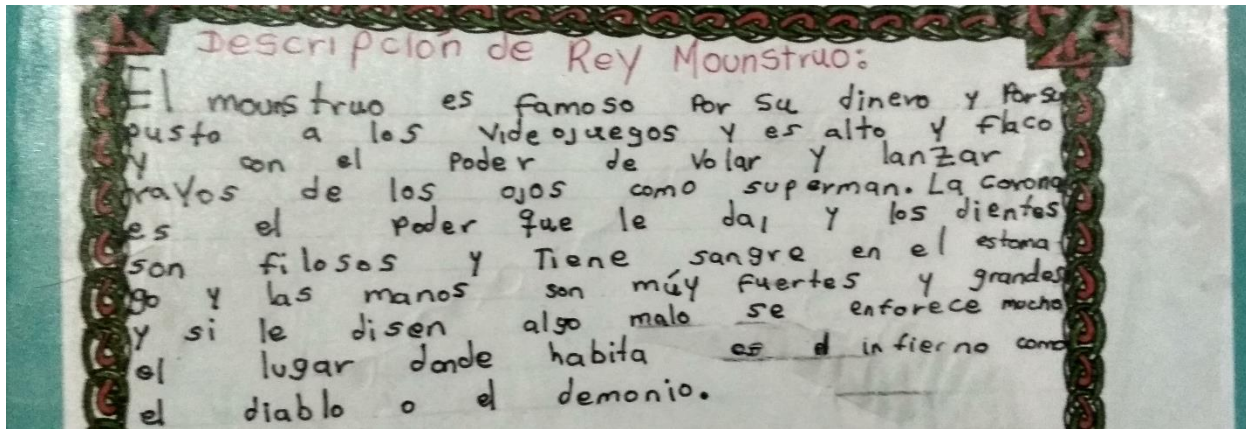 Descripción de Rey Mounstruo:
El mounstruo es famoso Por su dinero y Por su
pusto a los videojuegos y es alto y flaco
y con el poder de volar y lanzar
rayos de los ojos como superman. La corona
es el poder que le da, y los dientes
son filosos y Tiene sangre en el estoma
go y las manos son múy fuertes y grandes
y si le disen algo malo se enforece mocho
el lugar donde habita es el infierno como
el diablo o el demonio.